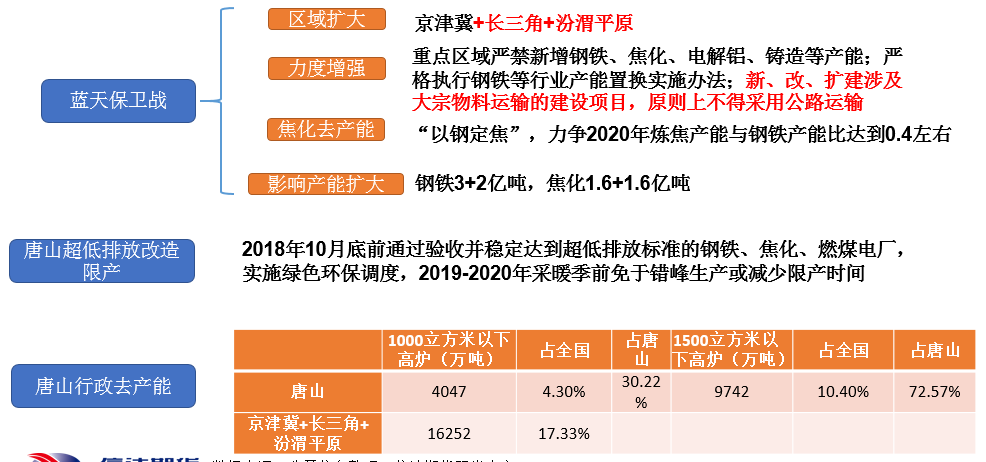 区域扩大
京津冀+长三角+汾渭平原
力度增强
重点区域严禁新增钢铁、焦化、电解铝、铸造等产能；严
格执行钢铁等行业产能置换实施办法；新、改、扩建涉及
大宗物料运输的建设项目，原则上不得采用公路运输
蓝天保卫战
焦化去产能
“以钢定焦”，力争2020年炼焦产能与钢铁产能比达到0.4左右
影响产能扩大
钢铁3+2亿吨，焦化1.6+1.6亿吨
唐山超低排放改造
限产
2018年10月底前通过验收并稳定达到超低排放标准的钢铁、焦化、燃煤电厂，
实施绿色环保调度，2019-2020年采暖季前免于错峰生产或减少限产时间
唐山行政去产能
1000立方米以下
高炉（万吨）
占全国
占唐
山
1500立方米以
下高炉（万吨）
占全国
占唐山
唐山
4047
4.30%
30.22
%
9742
10.40%
72.57%
京津冀+长三角+
汾渭平原
16252
17.33%